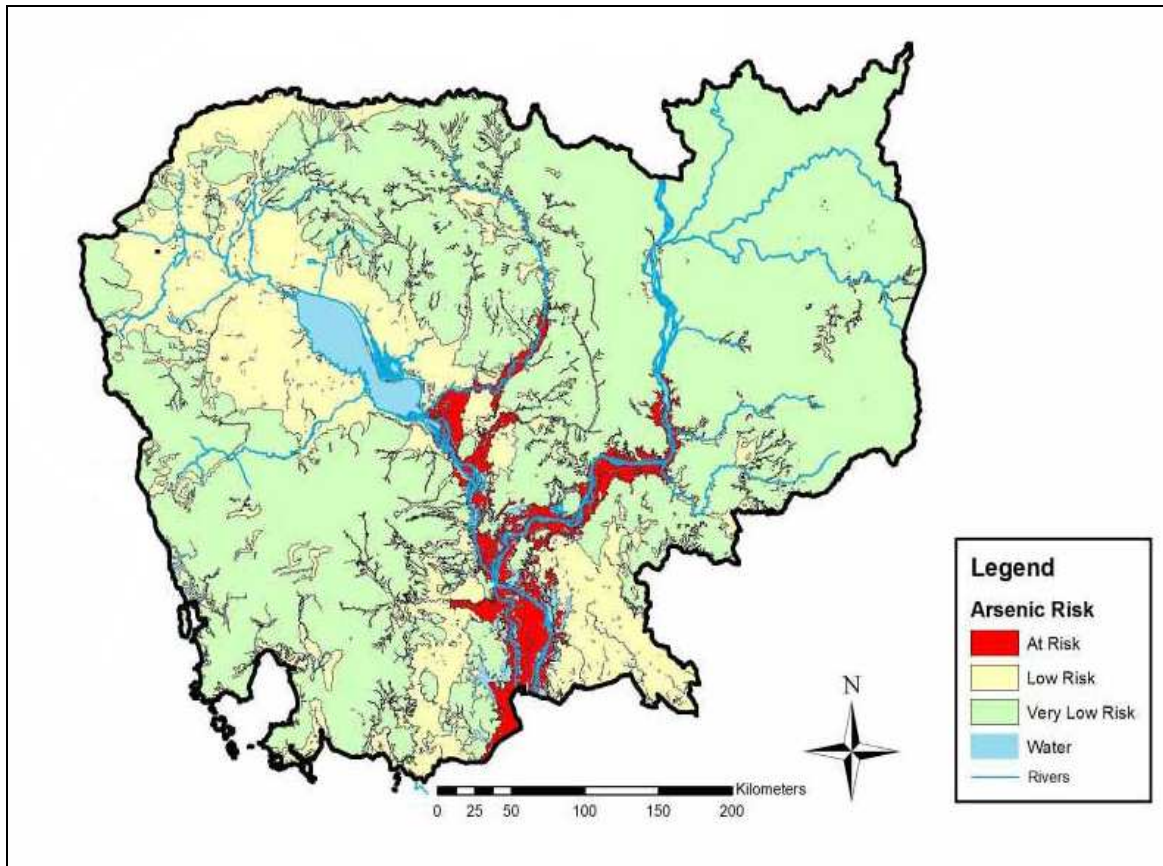 Legend
Arsenic Risk
At Risk
Low Risk
Very Low Risk
Water
Rivers
N
Kilometers
0 25 50 100 150 200